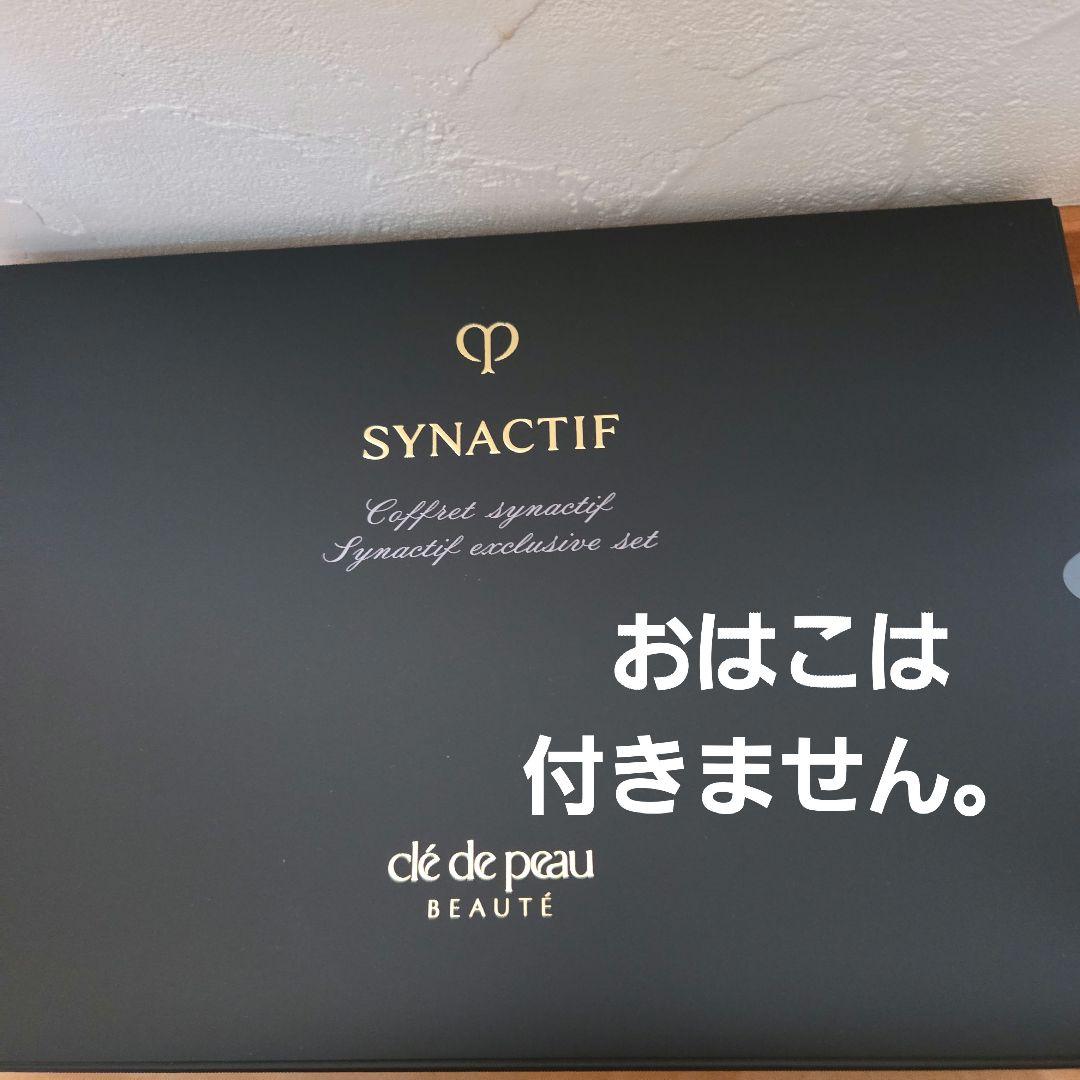 SYNACTIF
Coffret synactif
Synactif exclusive set
おはこは
付きません。
clé de peau
BEAUTÉ